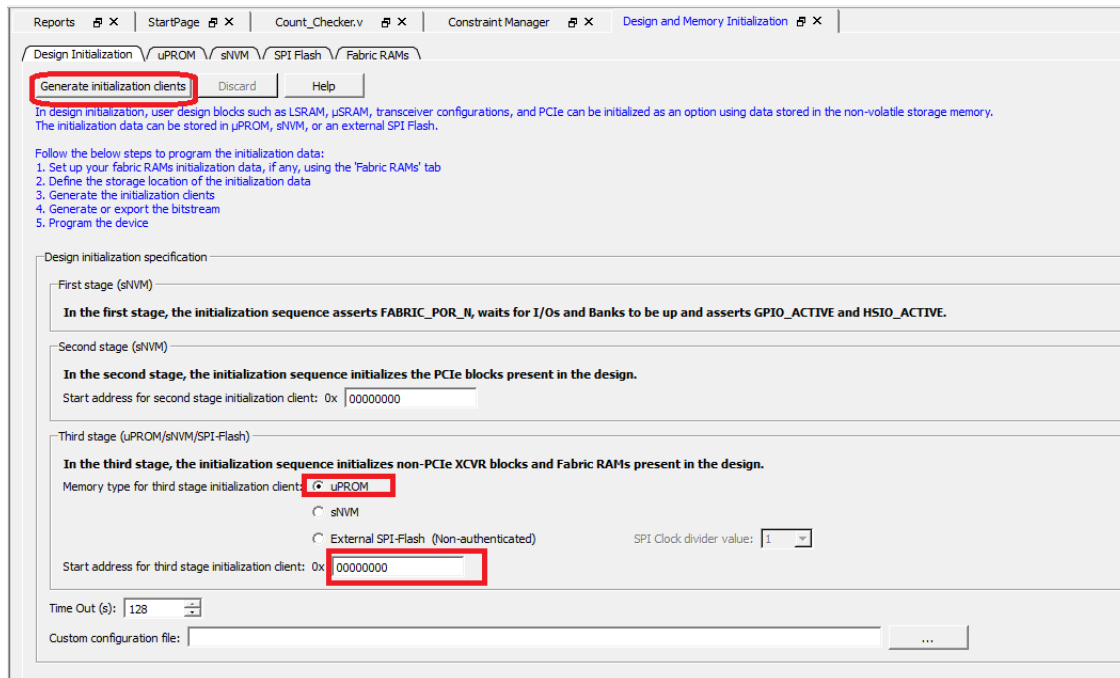 Reports StartPage Count_Checker.v Constraint Manager Design and Memory Initialization
Design Initialization uPROM sNVM SPI Flash Fabric RAMs
Generate initialization clients Discard Help
In design initialization, user design blocks such as LSRAM, µSRAM, transceiver configurations, and PCIe can be initialized as an option using data stored in the non-volatile storage memory.
The initialization data can be stored in µPROM, sNVM, or an external SPI Flash.
Follow the below steps to program the initialization data:
1. Set up your fabric RAMs initialization data, if any, using the 'Fabric RAMs' tab
2. Define the storage location of the initialization data
3. Generate the initialization clients
4. Generate or export the bitstream
5. Program the device
Design initialization specification
First stage (sNVM)
In the first stage, the initialization sequence asserts FABRIC_POR_N, waits for I/Os and Banks to be up and asserts GPIO_ACTIVE and HSIO_ACTIVE.
Second stage (sNVM)
In the second stage, the initialization sequence initializes the PCIe blocks present in the design.
Start address for second stage initialization client: 0x 00000000
Third stage (uPROM/sNVM/SPI-Flash)
In the third stage, the initialization sequence initializes non-PCIe XCVR blocks and Fabric RAMs present in the design.
Memory type for third stage initialization client: uPROM
sNVM
External SPI-Flash (Non-authenticated) SPI Clock divider value: 1
Start address for third stage initialization client: 0x 00000000
Time Out (s): 128
Custom configuration file: ...